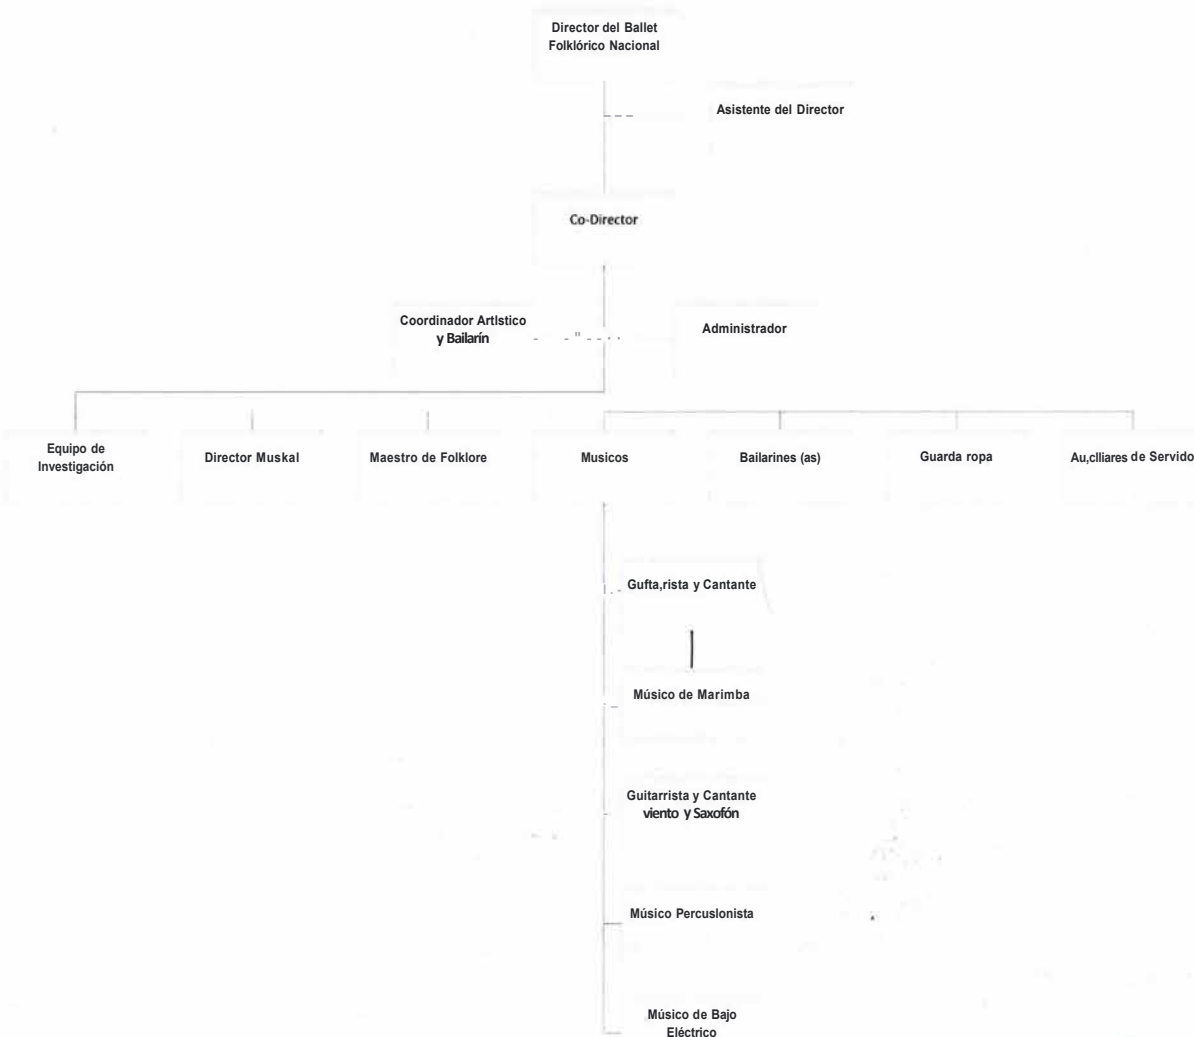 Director del Ballet
Folklórico Nacional
Asistente del Director
Co-Director
Coordinador Artlstico
y Bailarín
Administrador
Equipo de
Investigación
Director Muskal
Maestro de Folklore
Musicos
Bailarines (as)
Guarda ropa
Au,clliares de Servido
Gufta,rista y Cantante
Músico de Marimba
Guitarrista y Cantante
viento y Saxofón
Músico Percuslonista
Músico de Bajo
Eléctrico